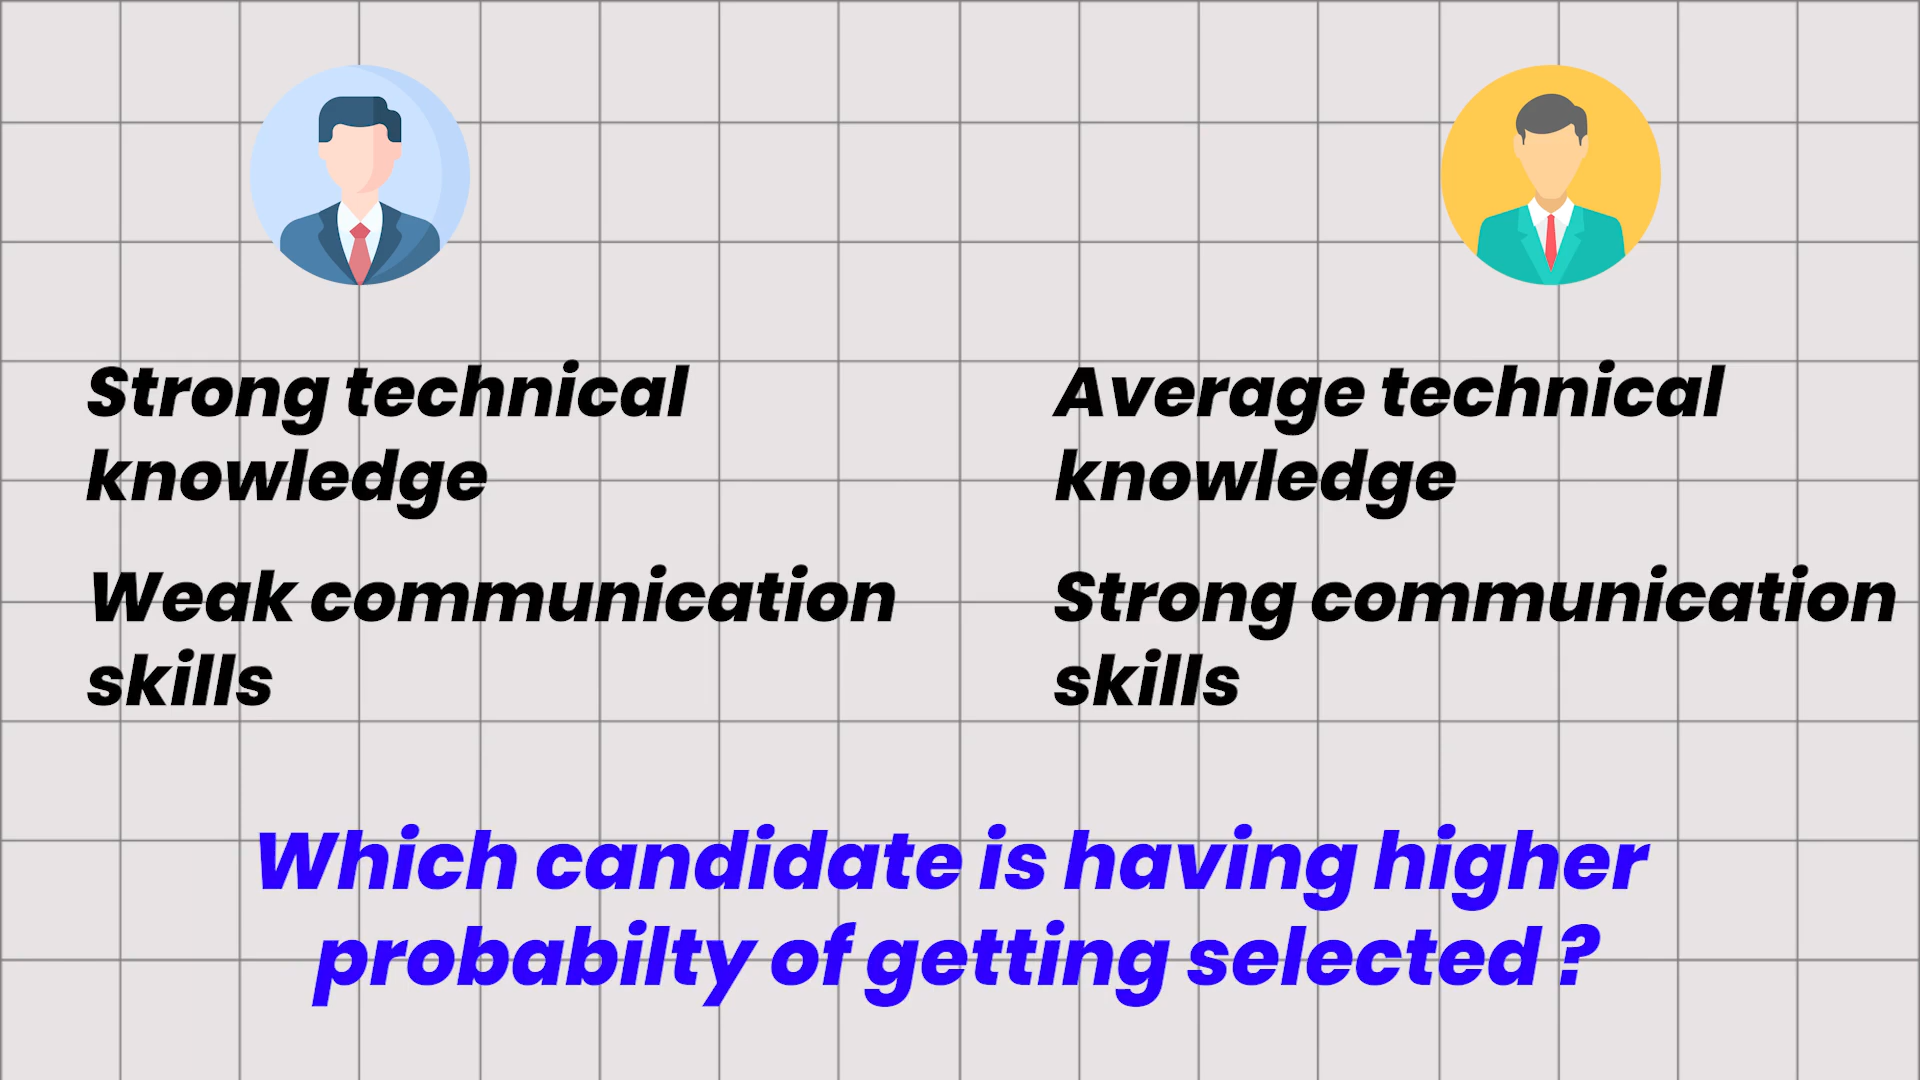 Strong technical
knowledge
Weak communication
skills
Average technical
knowledge
Strong communication
skills
Which candidate is having higher
probabilty of getting selected ?